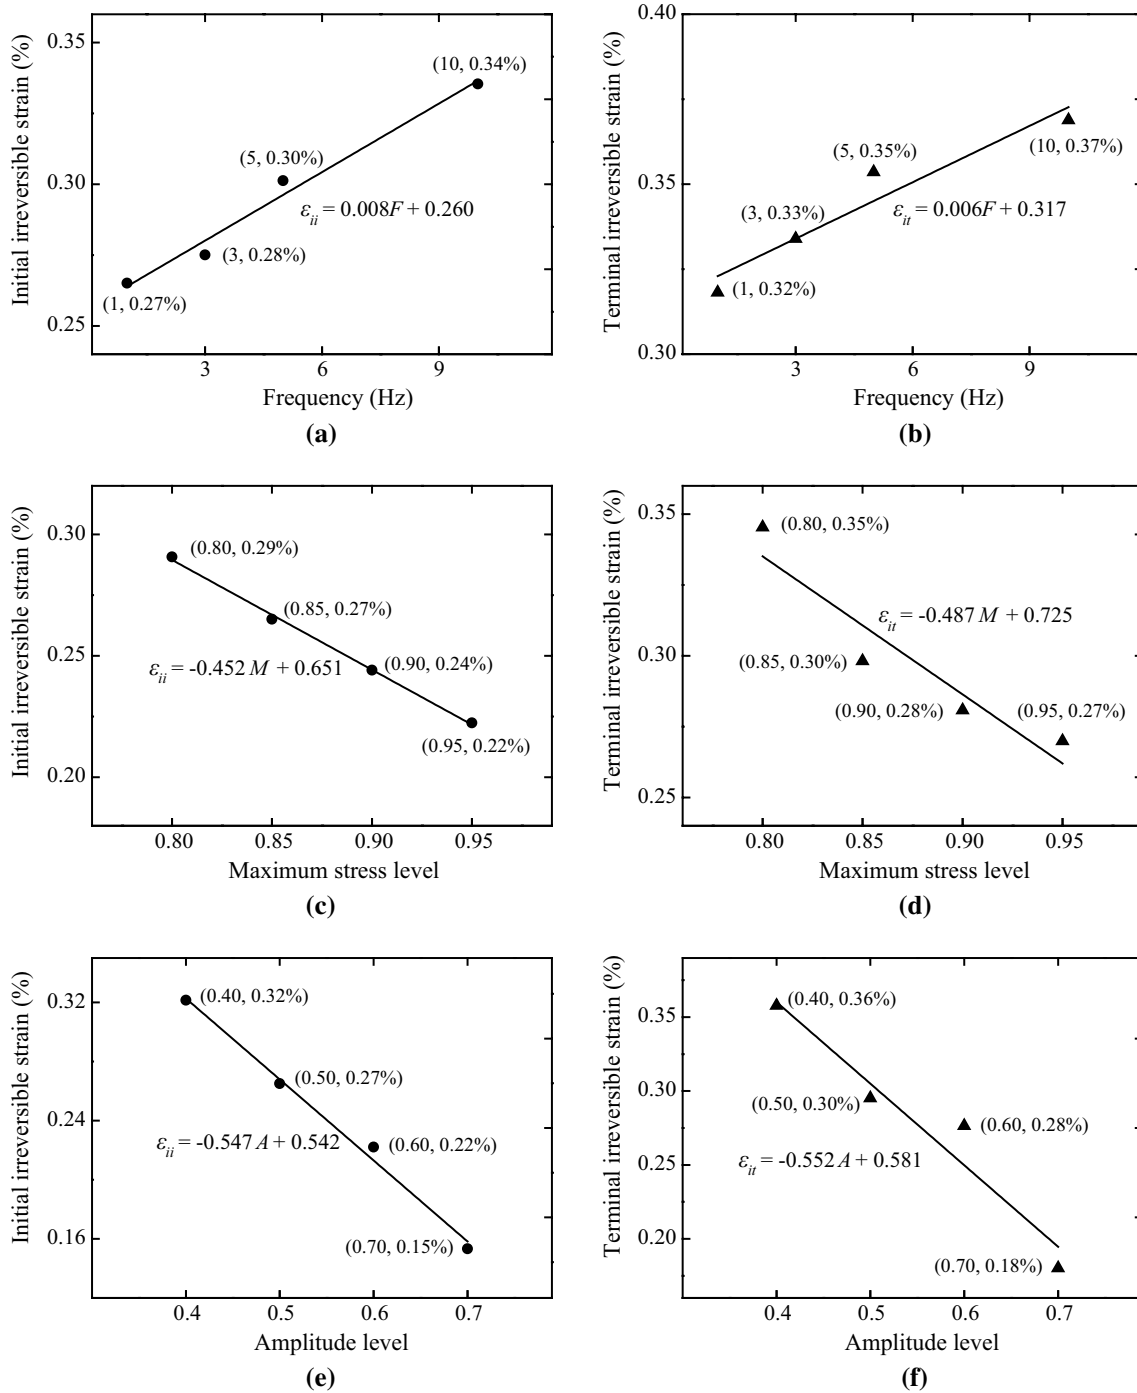 Initial irreversible strain (%)
0.35
0.30
0.25
(10, 0.34%)
(5, 0.30%)
ε_ii = 0.008F + 0.260
(3, 0.28%)
(1, 0.27%)
3 6 9
Frequency (Hz)
(a)
Terminal irreversible strain (%)
0.40
0.35
0.30
(5, 0.35%)
(10, 0.37%)
(3, 0.33%)
ε_it = 0.006F + 0.317
(1, 0.32%)
3 6 9
Frequency (Hz)
(b)
Initial irreversible strain (%)
0.30
0.25
0.20
(0.80, 0.29%)
(0.85, 0.27%)
(0.90, 0.24%)
ε_ii = -0.452 M + 0.651
(0.95, 0.22%)
0.80 0.85 0.90 0.95
Maximum stress level
(c)
Terminal irreversible strain (%)
0.35
0.30
0.25
(0.80, 0.35%)
ε_it = -0.487 M + 0.725
(0.85, 0.30%)
(0.90, 0.28%)
(0.95, 0.27%)
0.80 0.85 0.90 0.95
Maximum stress level
(d)
Initial irreversible strain (%)
0.32
0.24
0.16
(0.40, 0.32%)
(0.50, 0.27%)
ε_ii = -0.547 A + 0.542
(0.60, 0.22%)
(0.70, 0.15%)
0.4 0.5 0.6 0.7
Amplitude level
(e)
Terminal irreversible strain (%)
0.35
0.30
0.25
0.20
(0.40, 0.36%)
(0.50, 0.30%)
(0.60, 0.28%)
ε_it = -0.552 A + 0.581
(0.70, 0.18%)
0.4 0.5 0.6 0.7
Amplitude level
(f)